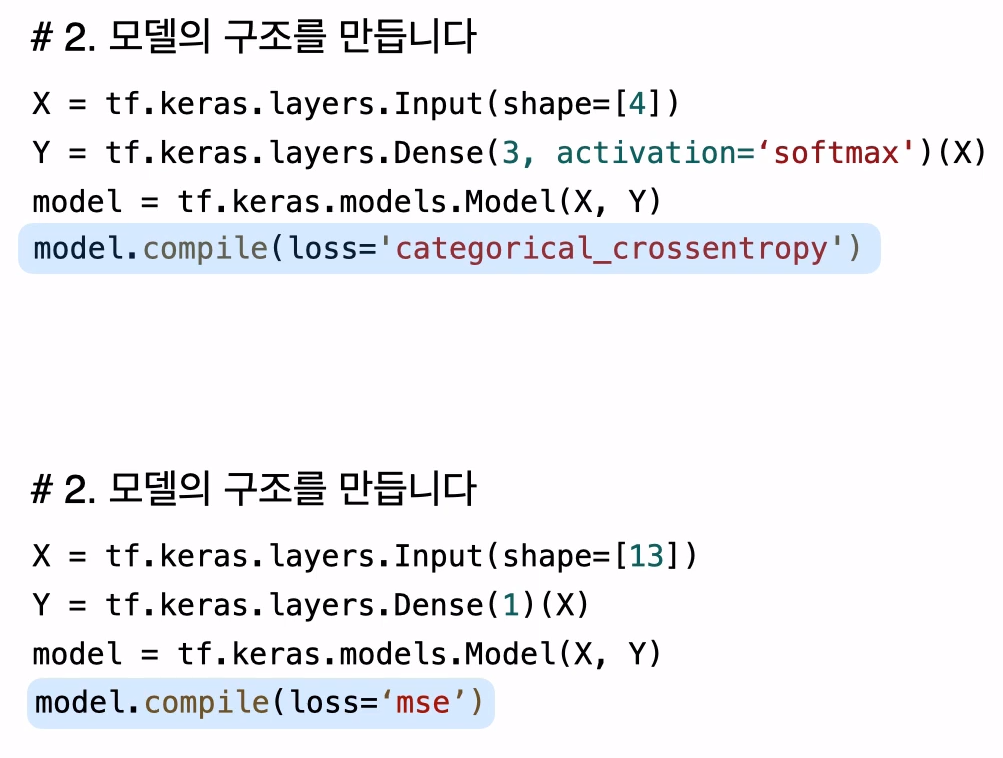 # 2. 모델의 구조를 만듭니다
X = tf.keras.layers.Input(shape=[4])
Y = tf.keras.layers.Dense(3, activation=‘softmax')(X)
model = tf.keras.models.Model(X, Y)
model.compile(loss='categorical_crossentropy')
# 2. 모델의 구조를 만듭니다
X = tf.keras.layers.Input(shape=[13])
Y = tf.keras.layers.Dense(1)(X)
model = tf.keras.models.Model(X, Y)
model.compile(loss=‘mse’)